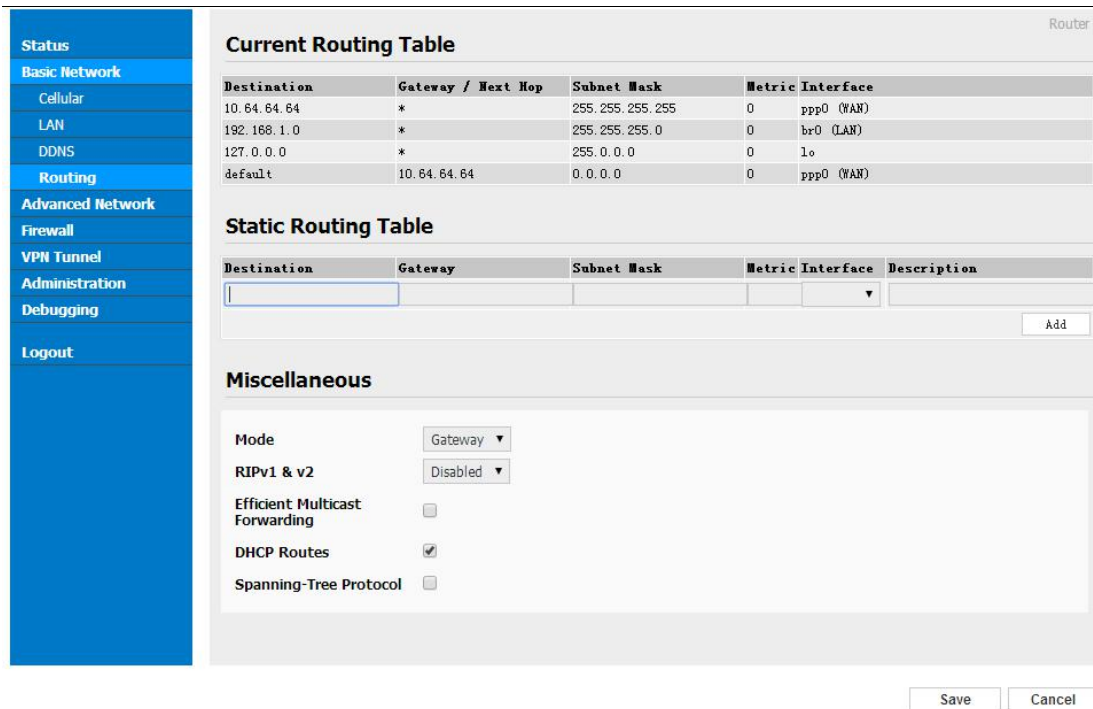 Router
Status
Basic Network
Cellular
LAN
DDNS
Routing
Advanced Network
Firewall
VPN Tunnel
Administration
Debugging
Logout
Current Routing Table
Destination Gateway / Next Hop Subnet Mask Metric Interface
10.64.64.64 * 255.255.255.255 0 ppp0 (WAN)
192.168.1.0 * 255.255.255.0 0 br0 (LAN)
127.0.0.0 * 255.0.0.0 0 lo
default 10.64.64.64 0.0.0.0 0 ppp0 (WAN)
Static Routing Table
Destination Gateway Subnet Mask Metric Interface Description
Add
Miscellaneous
Mode Gateway
RIPv1 & v2 Disabled
Efficient Multicast
Forwarding
DHCP Routes
Spanning-Tree Protocol
Save Cancel